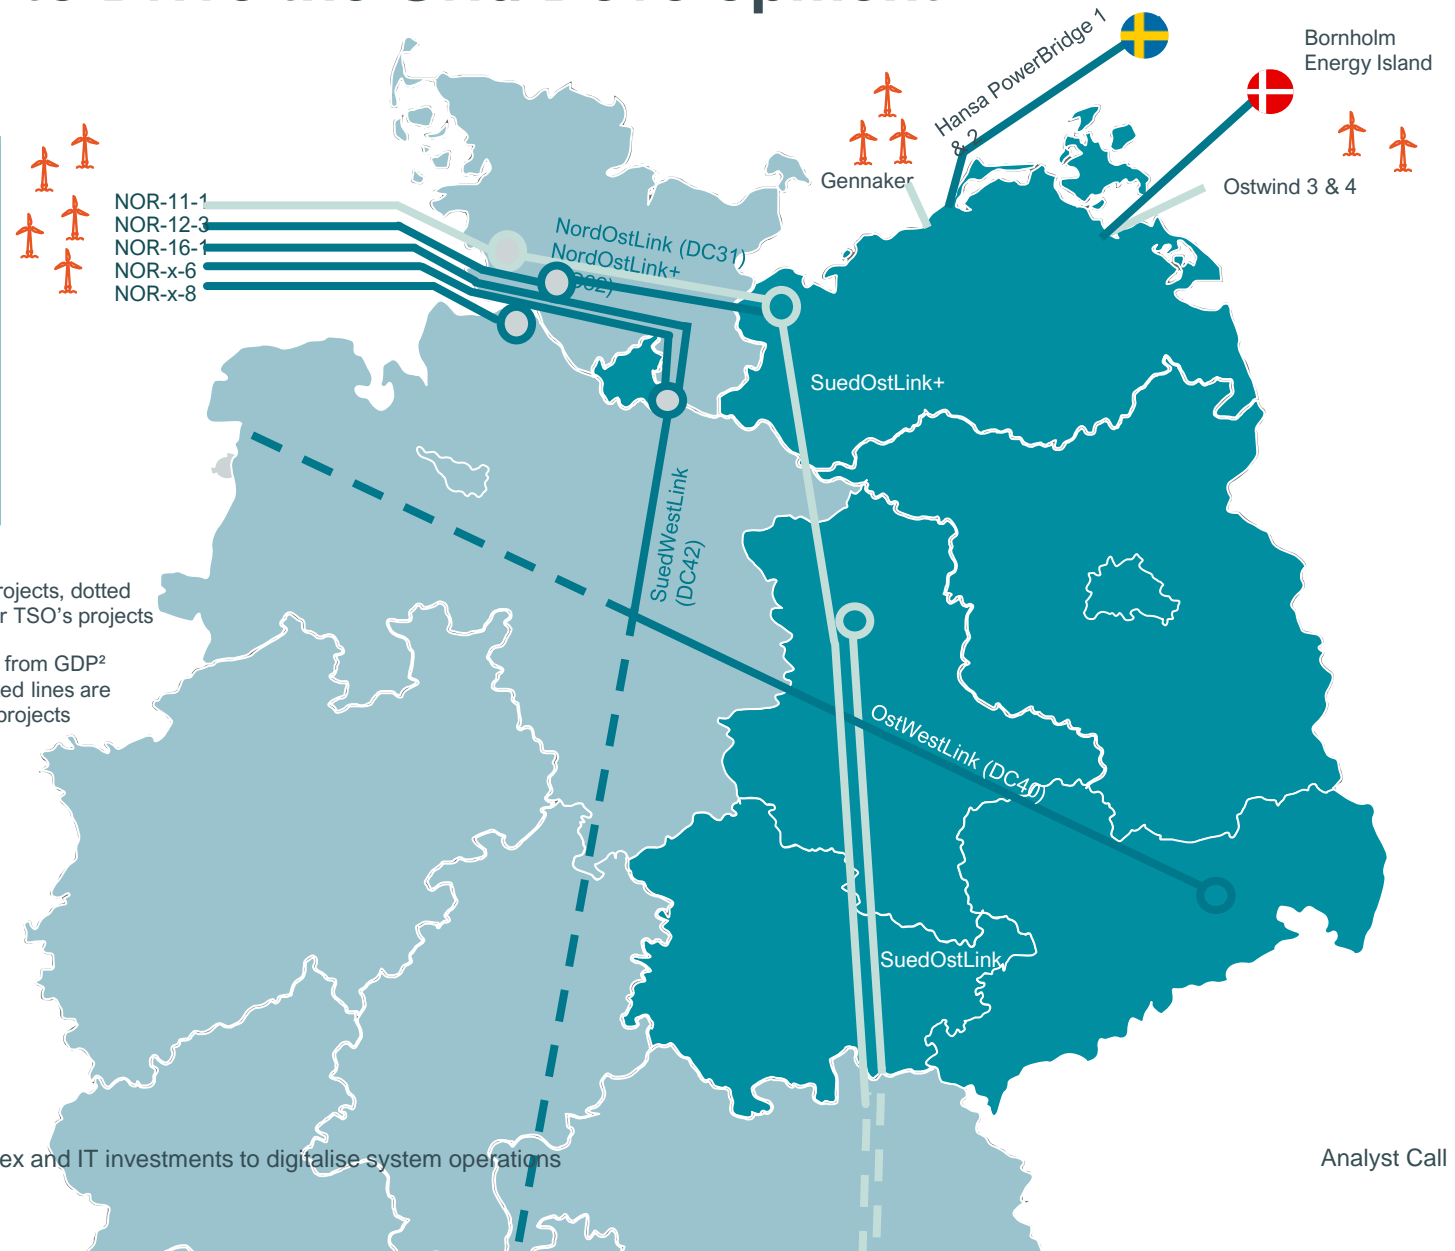 Hansa PowerBridge 1
& 2
Bornholm
Energy Island
Gennaker
Ostwind 3 & 4
NOR-11-1
NOR-12-3
NOR-16-1
NOR-x-6
NOR-x-8
NordOstLink (DC31)
NordOstLink+
SuedOstLink+
SuedWestLink
(DC42)
rojects, dotted
r TSO’s projects
from GDP²
ed lines are
projects
OstWestLink (DC40)
SuedOstLink
ex and IT investments to digitalise system operations
Analyst Call